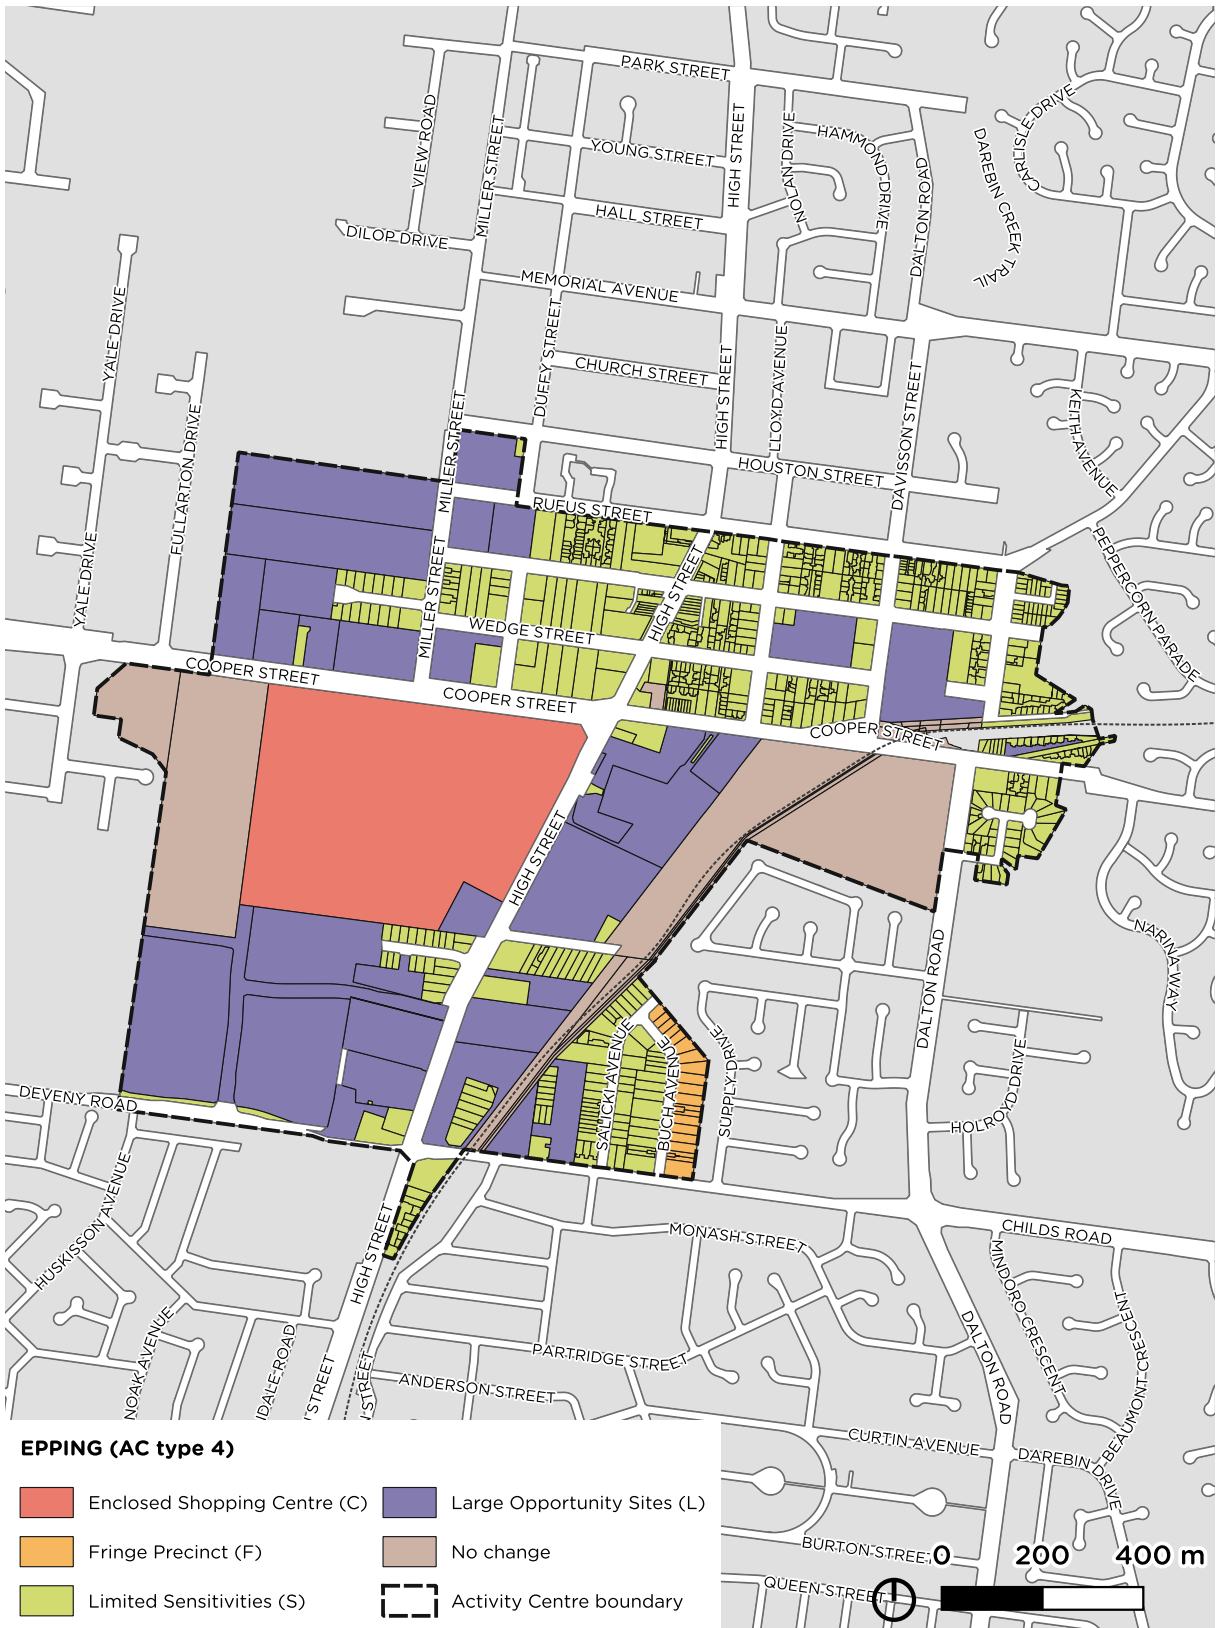 PARK STREET
VIEW ROAD
MILLER STREET
YOUNG STREET
HIGH STREET
NOLAN DRIVE
HAMMOND DRIVE
DALTON ROAD
DAREBIN CREEK TRAIL
CARLISLE DRIVE
HALL STREET
DILOP DRIVE
MEMORIAL AVENUE
YALE DRIVE
DUFFY STREET
CHURCH STREET
HIGH STREET
LLOYD AVENUE
DAVISSON STREET
KEITH AVENUE
FULLARTON DRIVE
MILLER STREET
HOUSTON STREET
RUFUS STREET
YALE DRIVE
MILLER STREET
HIGH STREET
WEDGE STREET
PEPPERCORN PARADE
COOPER STREET
COOPER STREET
COOPER STREET
HIGH STREET
NARINA WAY
DALTON ROAD
SALICKI AVENUE
BUCH AVENUE
SUPPLY DRIVE
HOLROYD DRIVE
DEVENY ROAD
HUSKISSON AVENUE
HIGH STREET
MONASH STREET
CHILDS ROAD
MINDORO CRESCENT
BEAUMONT CRESCENT
DALTON ROAD
NOAK AVENUE
IDALE ROAD
STREET
N STREET
PARTRIDGE STREET
ANDERSON STREET
CURTIN AVENUE
DAREBIN DRIVE
BURTON STREET
QUEEN STREET
0 200 400 m
EPPING (AC type 4)
Enclosed Shopping Centre (C)
Large Opportunity Sites (L)
Fringe Precinct (F)
No change
Limited Sensitivities (S)
Activity Centre boundary